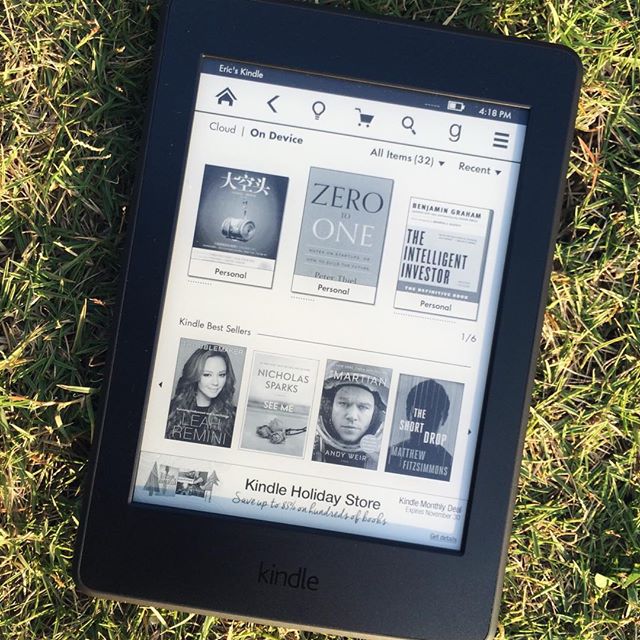 Eric's Kindle
4:18 PM
g
Cloud | On Device
All Items (32) ▼ Recent ▼
大空头
Personal
ZERO
TO
ONE
NOTES ON STARTUPS, OR
HOW TO BUILD THE FUTURE
Peter Thiel
Personal
BENJAMIN GRAHAM
THE
INTELLIGENT
INVESTOR
THE DEFINITIVE BOOK
Personal
Kindle Best Sellers
1/6
TROUBLEMAKER
LEAH
REMINI
NICHOLAS
SPARKS
SEE ME
MARTIAN
ANDY WEIR
THE
SHORT
DROP
MATTHEW
FITZSIMMONS
Kindle Holiday Store
Save up to 85% on hundreds of books
Kindle Monthly Deal
Expires November 30
Get details
kindle